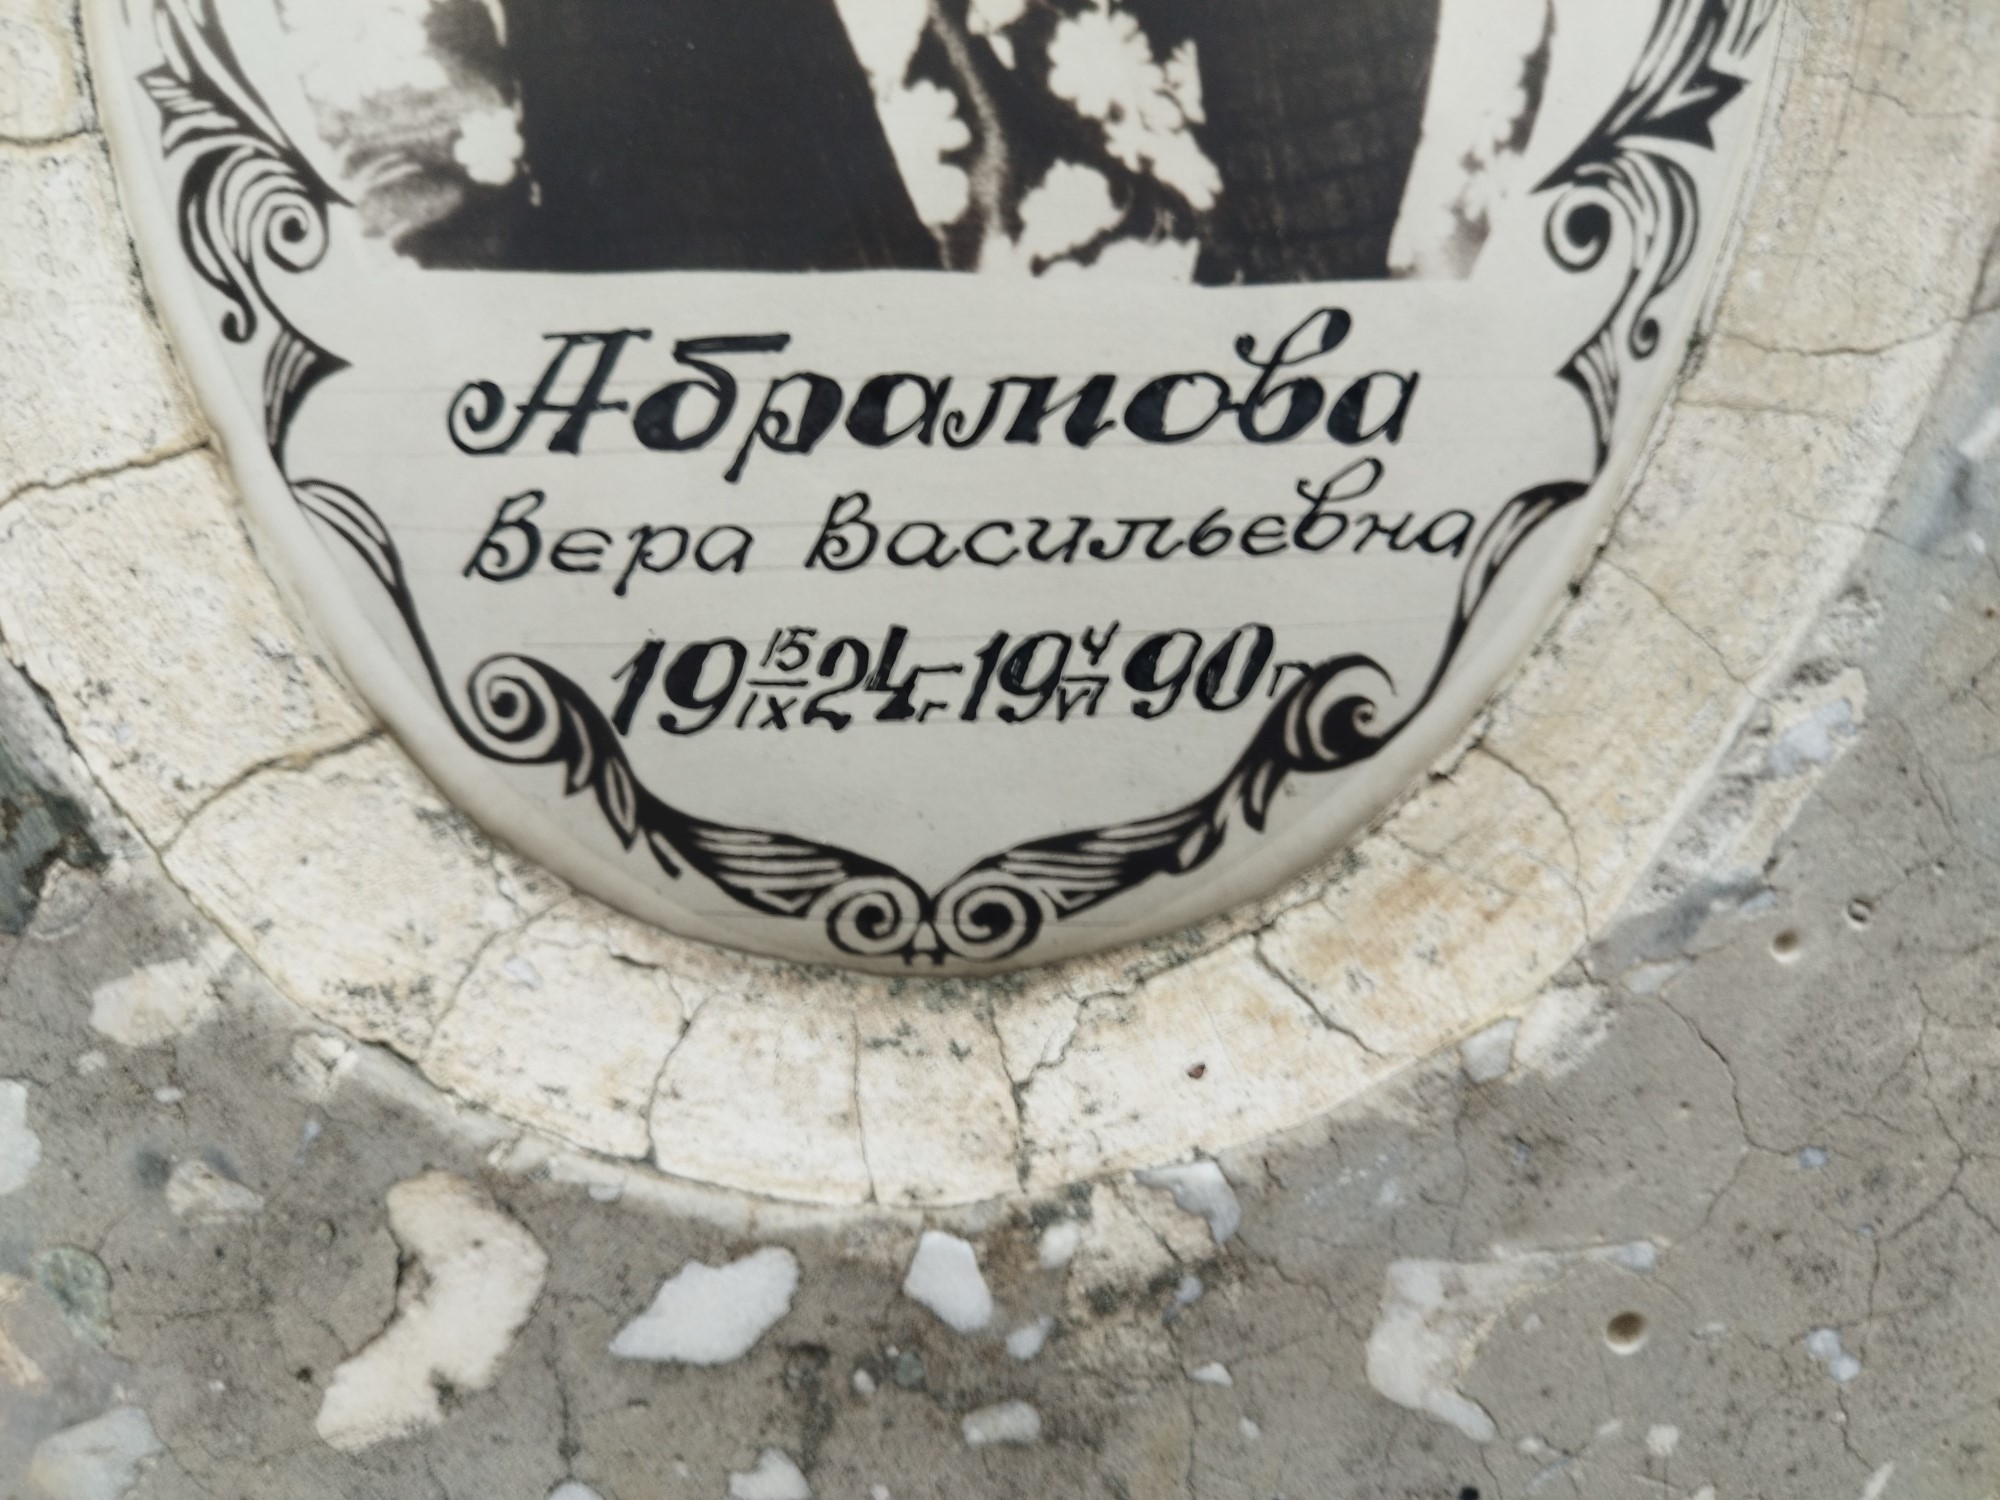 Абрамова
Вера Васильевна
19 15/IX 24г-19 4/VI 90г